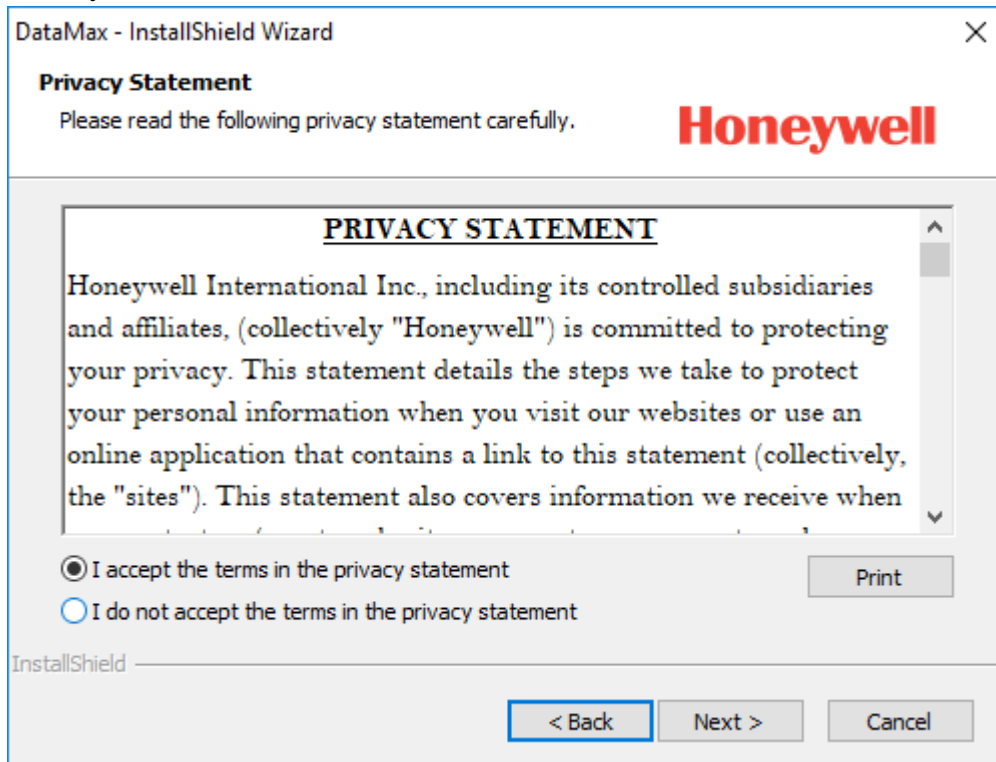 DataMax - InstallShield Wizard
Privacy Statement
Please read the following privacy statement carefully.
Honeywell
PRIVACY STATEMENT
Honeywell International Inc., including its controlled subsidiaries
and affiliates, (collectively "Honeywell") is committed to protecting
your privacy. This statement details the steps we take to protect
your personal information when you visit our websites or use an
online application that contains a link to this statement (collectively,
the "sites"). This statement also covers information we receive when
I accept the terms in the privacy statement
Print
I do not accept the terms in the privacy statement
InstallShield
< Back
Next >
Cancel